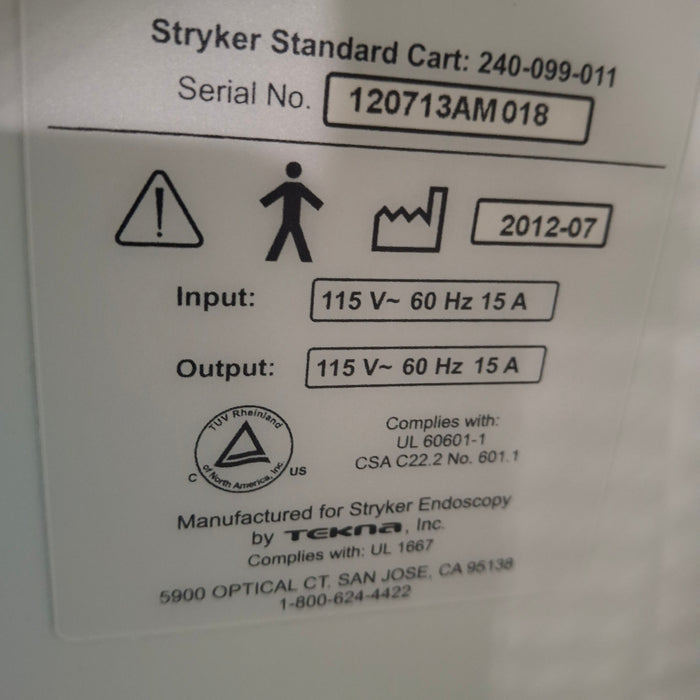 Stryker Standard Cart: 240-099-011
Serial No. 120713AM018
!
2012-07
Input: 115 V~ 60 Hz 15 A
Output: 115 V~ 60 Hz 15 A
TUV Rheinland
of North America, Inc.
C US
Complies with:
UL 60601-1
CSA C22.2 No. 601.1
Manufactured for Stryker Endoscopy
by TEKNA, Inc.
Complies with: UL 1667
5900 OPTICAL CT, SAN JOSE, CA 95138
1-800-624-4422